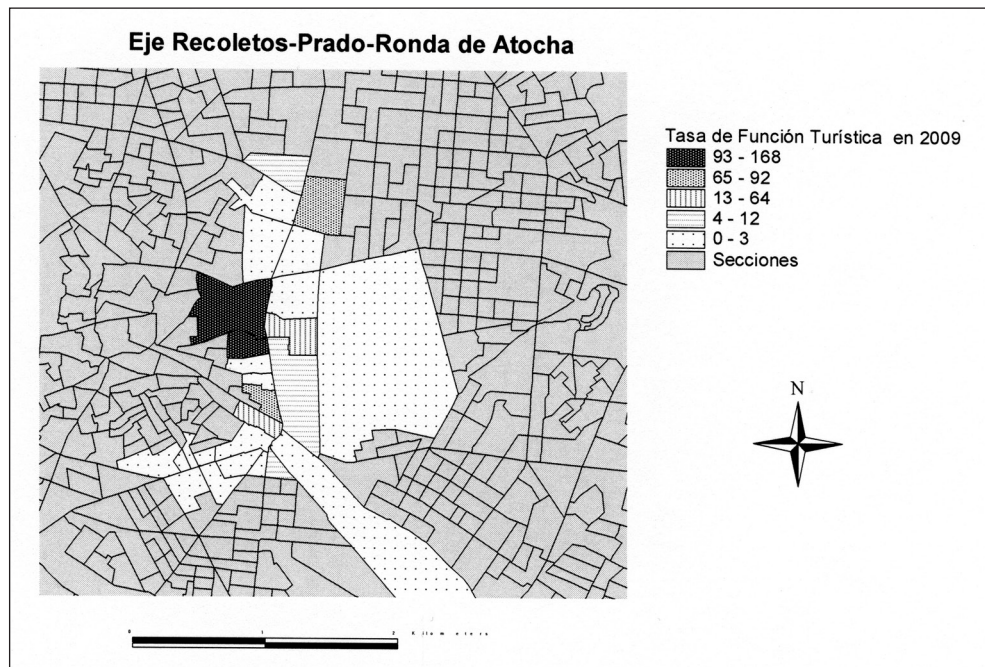 Eje Recoletos-Prado-Ronda de Atocha
Tasa de Función Turística en 2009
93 - 168
65 - 92
13 - 64
4 - 12
0 - 3
Secciones
N
0 1 2 Kilometers